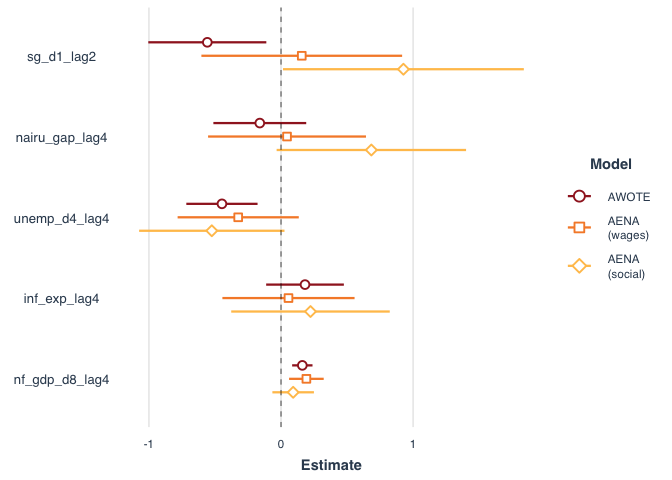 sg_d1_lag2
nairu_gap_lag4
unemp_d4_lag4
inf_exp_lag4
nf_gdp_d8_lag4
-1
0
1
Estimate
Model
AWOTE
AENA
(wages)
AENA
(social)